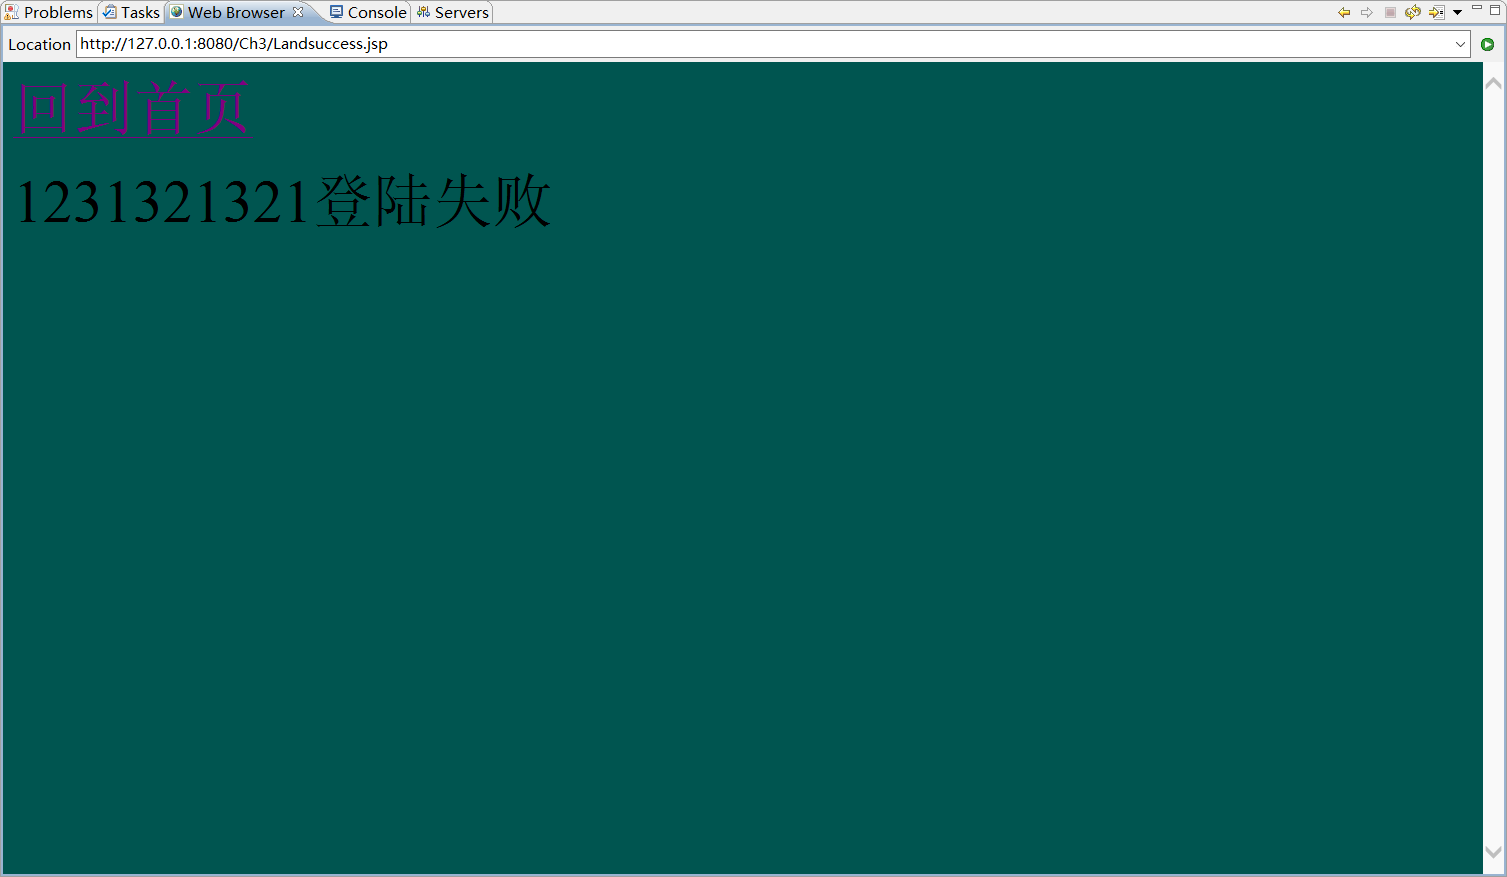 Problems Tasks Web Browser Console Servers
Location http://127.0.0.1:8080/Ch3/Landsuccess.jsp
回到首页
1231321321登陆失败